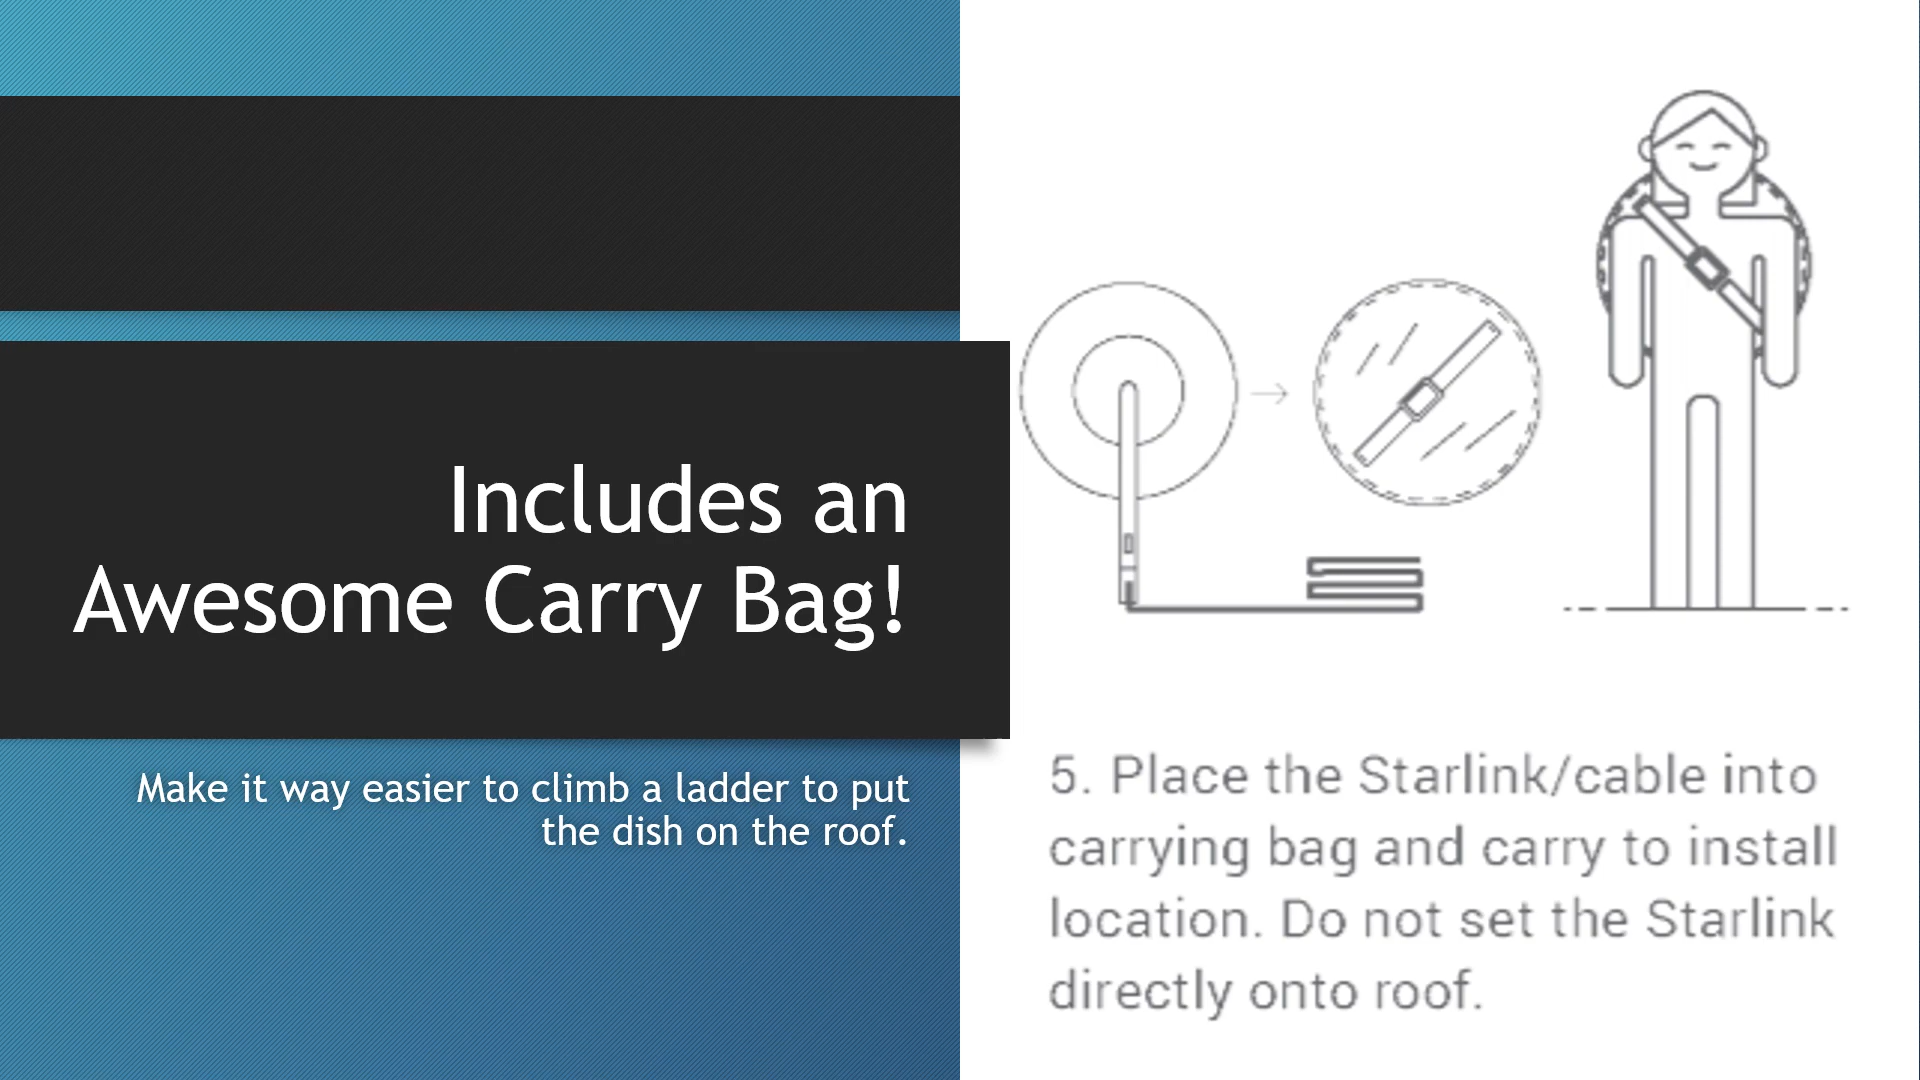 Includes an
Awesome Carry Bag!
Make it way easier to climb a ladder to put
the dish on the roof.
5. Place the Starlink/cable into
carrying bag and carry to install
location. Do not set the Starlink
directly onto roof.